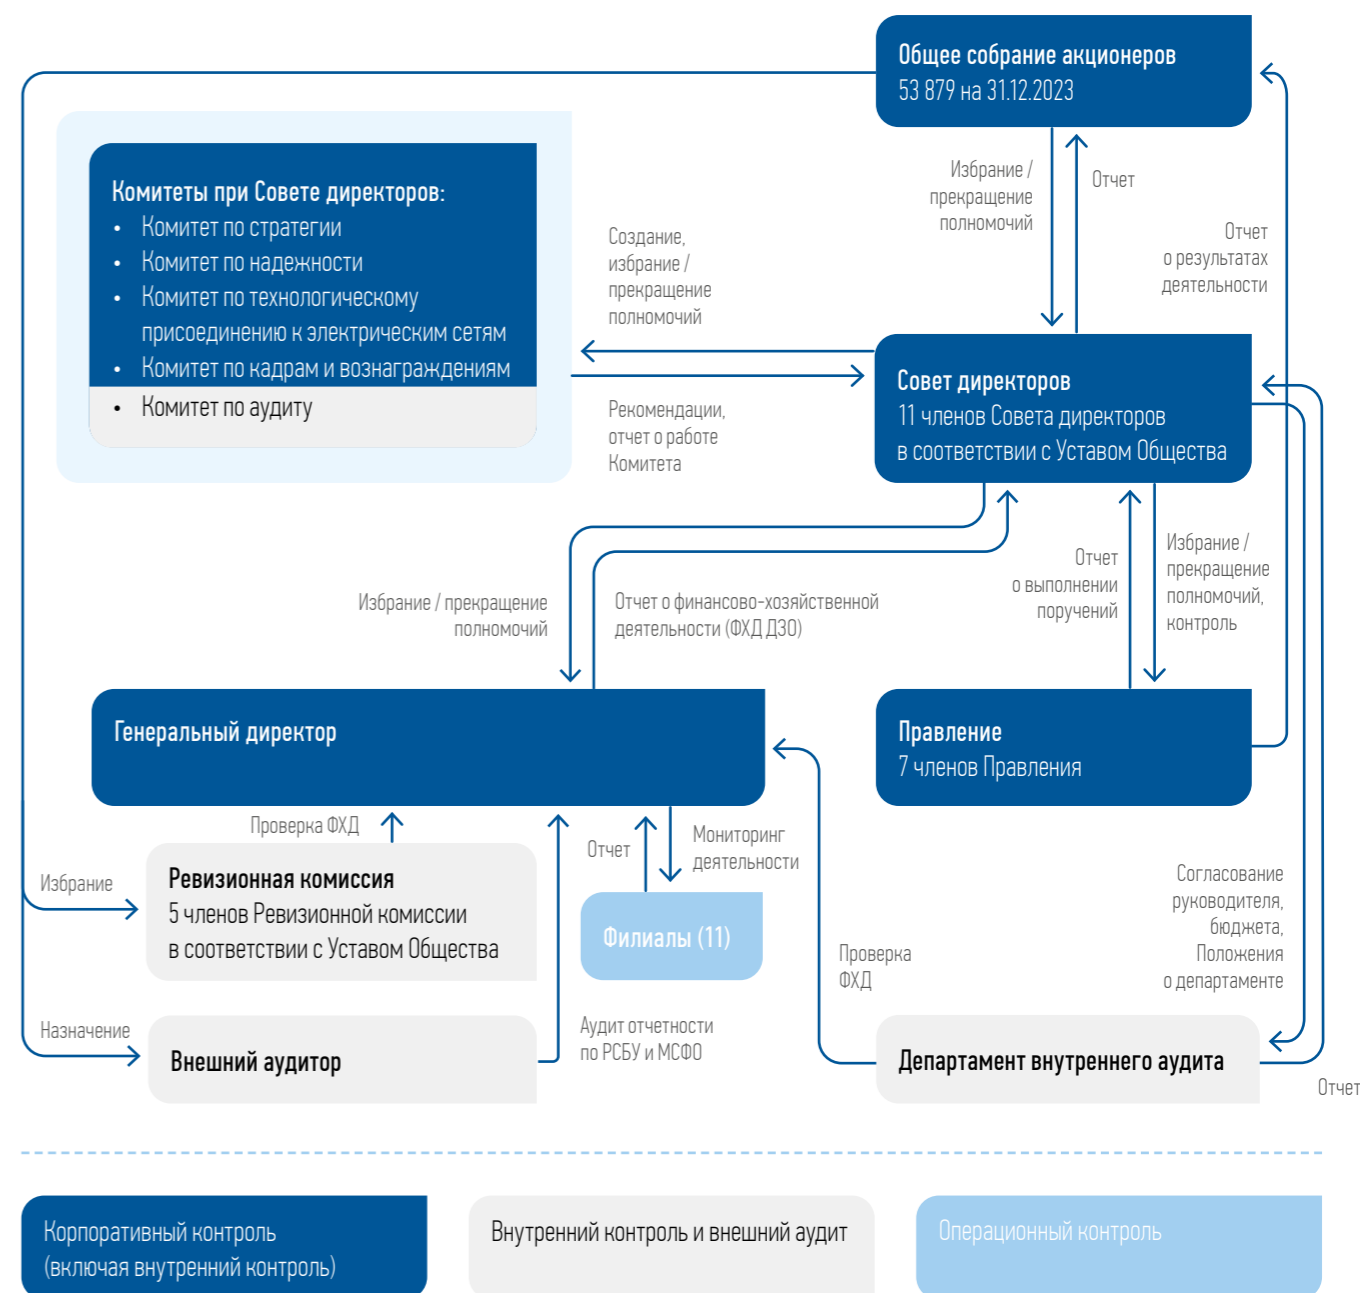 Общее собрание акционеров
53 879 на 31.12.2023
Избрание /
прекращение
полномочий
Отчет
Отчет
о результатах
деятельности
Комитеты при Совете директоров:
• Комитет по стратегии
• Комитет по надежности
• Комитет по технологическому
присоединению к электрическим сетям
• Комитет по кадрам и вознаграждениям
• Комитет по аудиту
Создание,
избрание /
прекращение
полномочий
Рекомендации,
отчет о работе
Комитета
Совет директоров
11 членов Совета директоров
в соответствии с Уставом Общества
Избрание / прекращение
полномочий
Отчет о финансово-хозяйственной
деятельности (ФХД ДЗО)
Отчет
о выполнении
поручений
Избрание /
прекращение
полномочий,
контроль
Генеральный директор
Правление
7 членов Правления
Проверка ФХД
Отчет
Мониторинг
деятельности
Избрание
Ревизионная комиссия
5 членов Ревизионной комиссии
в соответствии с Уставом Общества
Филиалы (11)
Проверка
ФХД
Согласование
руководителя,
бюджета,
Положения
о департаменте
Назначение
Внешний аудитор
Аудит отчетности
по РСБУ и МСФО
Департамент внутреннего аудита
Отчет
Корпоративный контроль
(включая внутренний контроль)
Внутренний контроль и внешний аудит
Операционный контроль